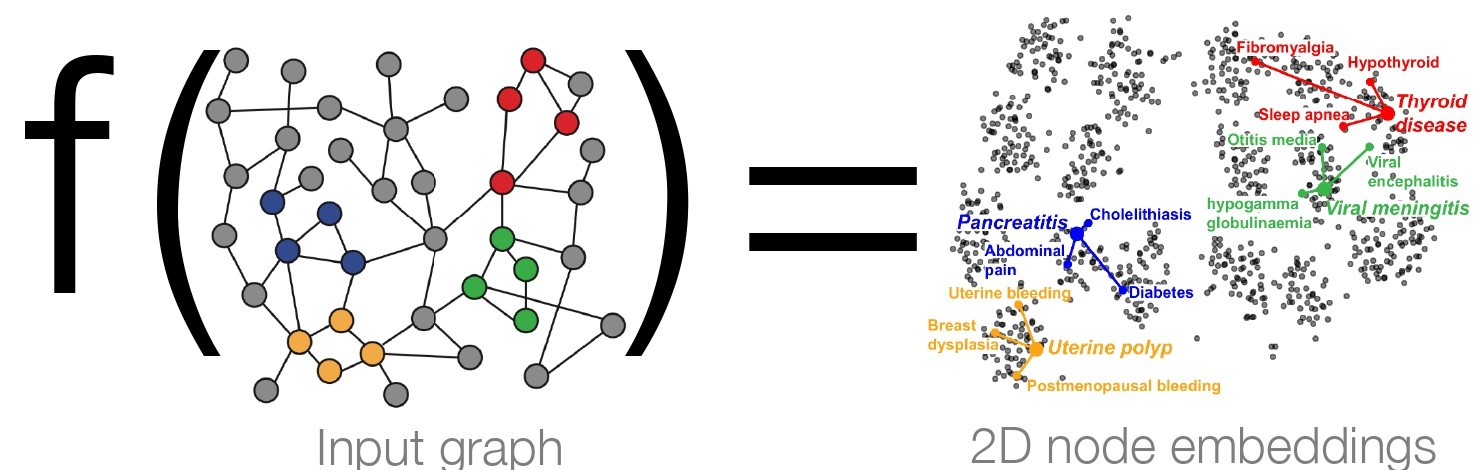 f ( ) =
Fibromyalgia
Hypothyroid
Thyroid
disease
Sleep apnea
Otitis media
Viral
encephalitis
hypogamma
globulinaemia
Viral meningitis
Pancreatitis
Cholelithiasis
Abdominal
pain
Diabetes
Uterine bleeding
Breast
dysplasia
Uterine polyp
Postmenopausal bleeding
Input graph
2D node embeddings